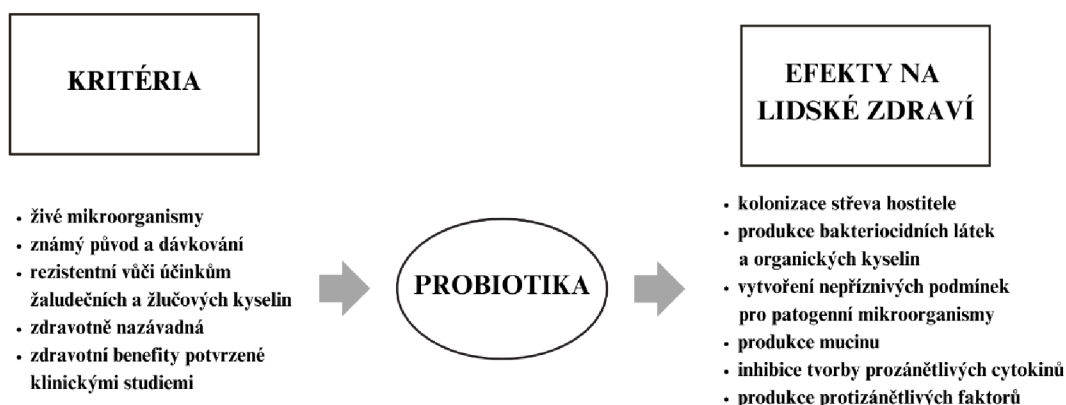 KRITÉRIA
• živé mikroorganismy
• známý původ a dávkování
• rezistentní vůči účinkům
žaludečních a žlučových kyselin
• zdravotně nazávadná
• zdravotní benefity potvrzené
klinickými studiemi
PROBIOTIKA
EFEKTY NA
LIDSKÉ ZDRAVÍ
• kolonizace střeva hostitele
• produkce bakteriocidních látek
a organických kyselin
• vytvoření nepříznivých podmínek
pro patogenní mikroorganismy
• produkce mucinu
• inhibice tvorby prozánětlivých cytokinů
• produkce protizánětlivých faktorů